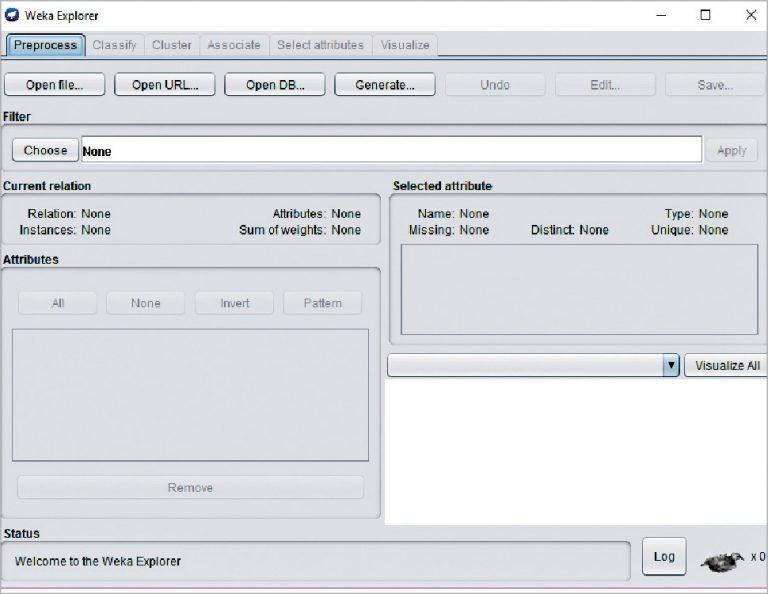 Weka Explorer
Preprocess Classify Cluster Associate Select attributes Visualize
Open file... Open URL... Open DB... Generate... Undo Edit... Save...
Filter
Choose None Apply
Current relation
Relation: None Attributes: None
Instances: None Sum of weights: None
Selected attribute
Name: None Type: None
Missing: None Distinct: None Unique: None
Attributes
All None Invert Pattern
Remove
Visualize All
Status
Welcome to the Weka Explorer
Log x 0